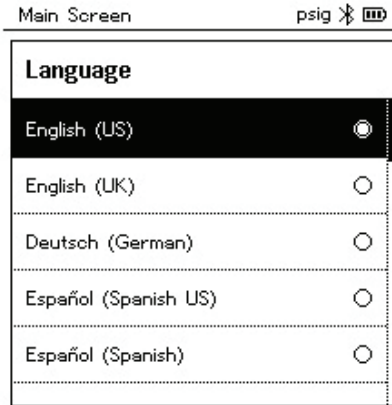 Main Screen psig
Language
English (US)
English (UK)
Deutsch (German)
Español (Spanish US)
Español (Spanish)